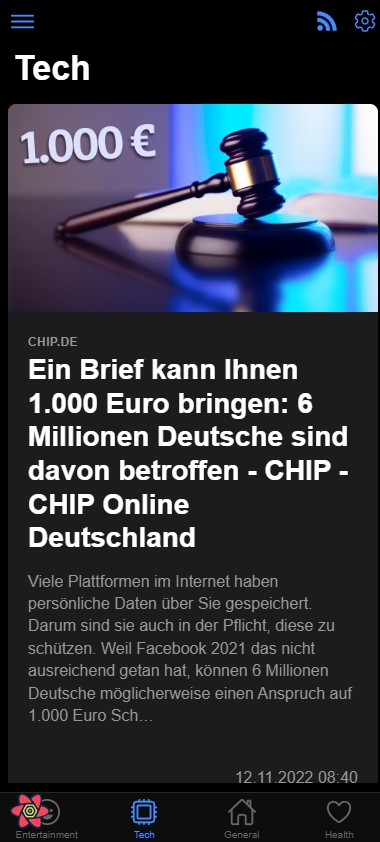 Tech
1.000 €
CHIP.DE
Ein Brief kann Ihnen
1.000 Euro bringen: 6
Millionen Deutsche sind
davon betroffen - CHIP -
CHIP Online
Deutschland
Viele Plattformen im Internet haben
persönliche Daten über Sie gespeichert.
Darum sind sie auch in der Pflicht, diese zu
schützen. Weil Facebook 2021 das nicht
ausreichend getan hat, können 6 Millionen
Deutsche möglicherweise einen Anspruch auf
1.000 Euro Sch…
12.11.2022 08:40
Entertainment Tech General Health